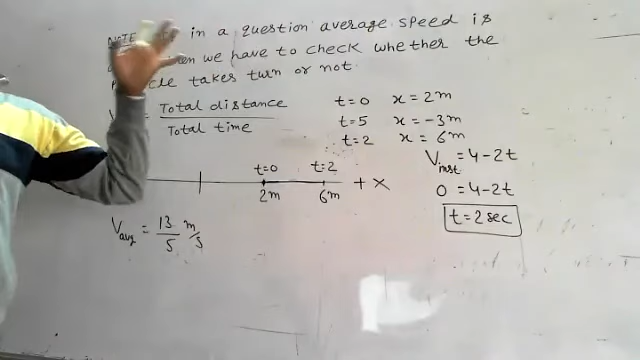 NOTE in a question average speed is
we have to check whether the
takes turn or not.
Total distance
= ―――――
Total time
t=0 x = 2m
t=5 x = -3m
t=2 x = 6m
V_inst = 4-2t
0 = 4-2t
t=2 sec
t=0 t=2
2m 6m + x
V_avg = 13/5 m/s